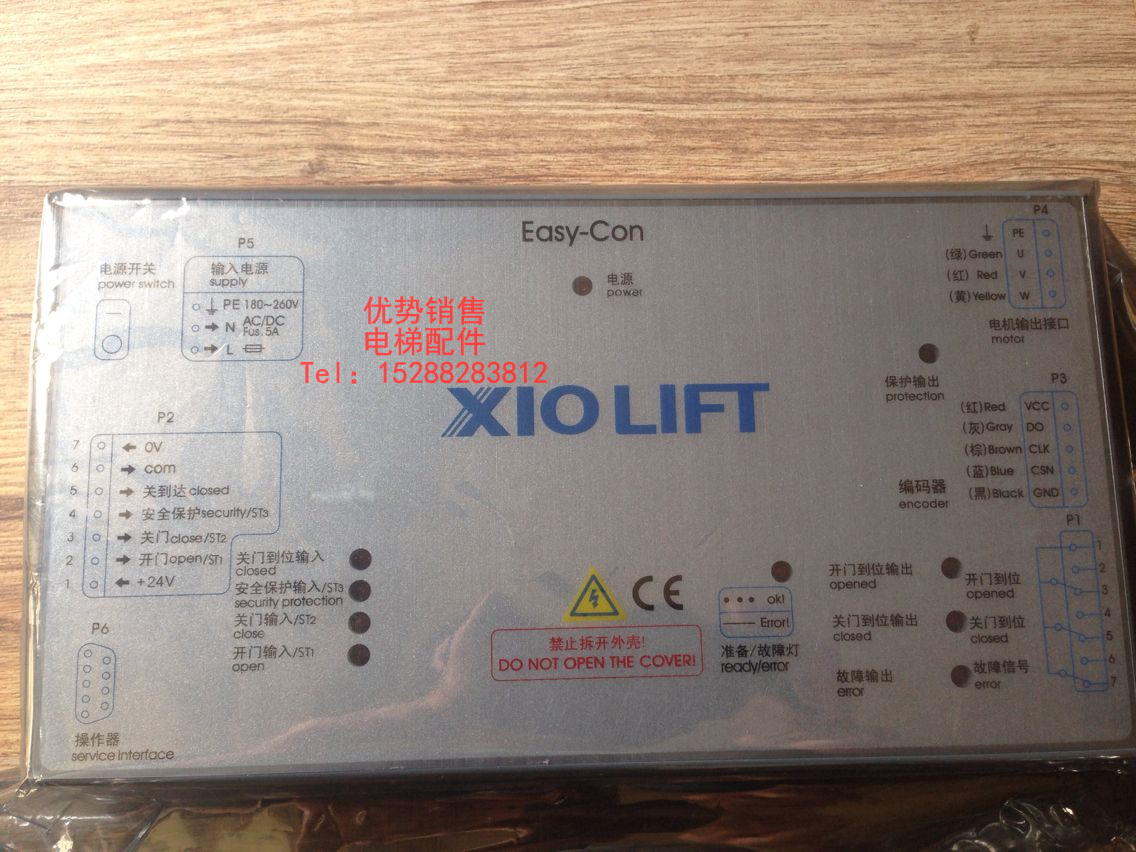 Easy-Con
P5
电源开关
power switch
输入电源
supply
PE 180~260V
N AC/DC
Fus.5A
L
电源
power
P4
PE
(绿)Green U
(红) Red V
(黄)Yellow W
电机输出接口
motor
优势销售
电梯配件
Tel：15288283812
XIOLIFT
保护输出
protection
P3
(红)Red VCC
(灰)Gray DO
(棕)Brown CLK
(蓝)Blue CSN
(黑)Black GND
编码器
encoder
P2
7 0V
6 com
5 关到达closed
4 安全保护security/ST3
3 关门close/ST2
2 开门open/ST1
1 +24V
关门到位输入
closed
安全保护输入/ST3
security protection
关门输入/ST2
close
开门输入/ST1
open
P6
操作器
service interface
CE
禁止拆开外壳!
DO NOT OPEN THE COVER!
ok!
Error!
准备/故障灯
ready/error
开门到位输出
opened
关门到位输出
closed
故障输出
error
开门到位
opened
关门到位
closed
故障信号
error
P1
1
2
3
4
5
6
7